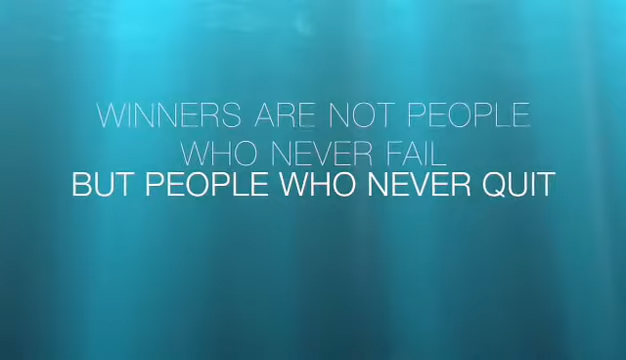 WINNERS ARE NOT PEOPLE
WHO NEVER FAIL
BUT PEOPLE WHO NEVER QUIT